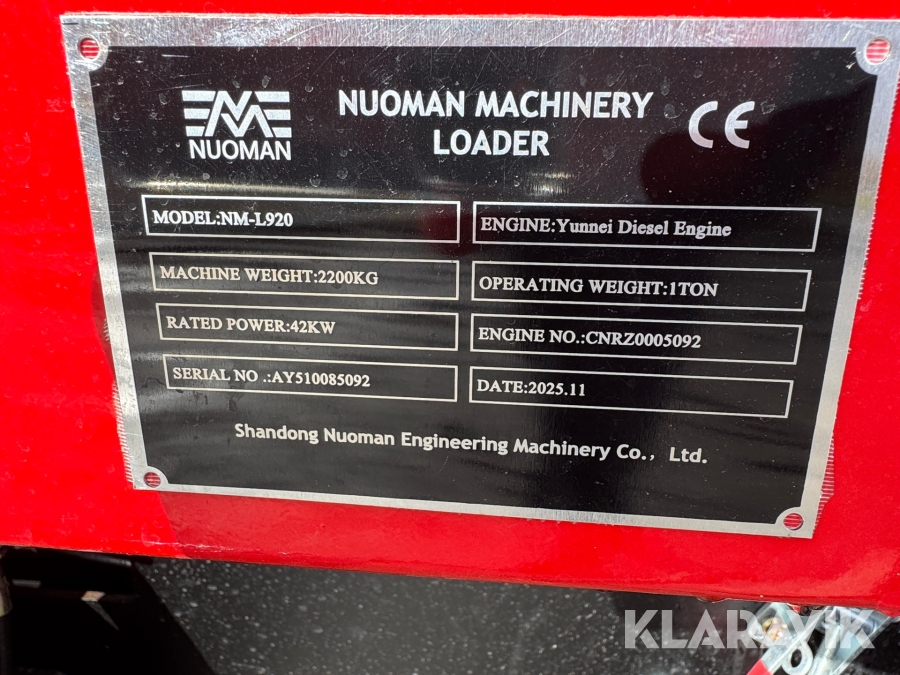 NUOMAN
NUOMAN MACHINERY
LOADER
CE
MODEL:NM-L920
ENGINE:Yunnei Diesel Engine
MACHINE WEIGHT:2200KG
OPERATING WEIGHT:1TON
RATED POWER:42KW
ENGINE NO.:CNRZ0005092
SERIAL NO .:AY510085092
DATE:2025.11
Shandong Nuoman Engineering Machinery Co., Ltd.
KLARAVIK